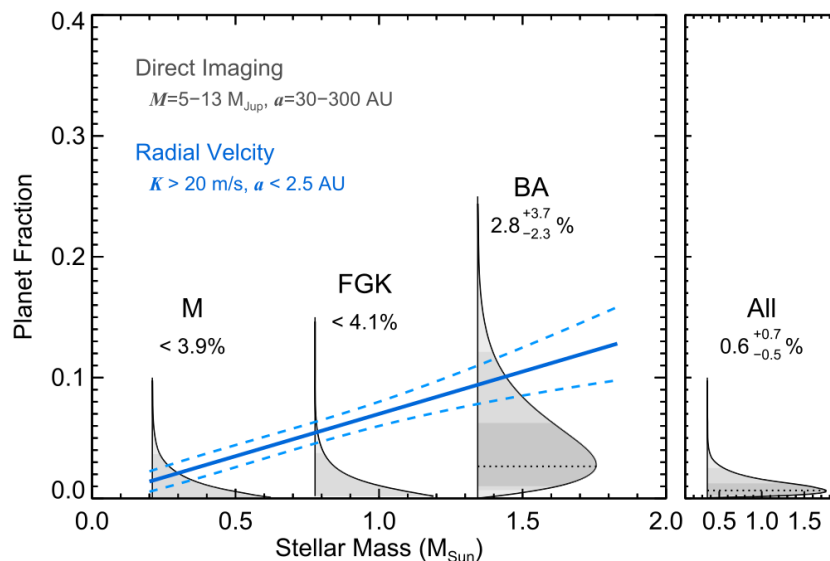 0.4
0.3
0.2
0.1
0.0
Planet Fraction
Direct Imaging
M=5−13 M_Jup, a=30−300 AU
Radial Velcity
K > 20 m/s, a < 2.5 AU
M
< 3.9%
FGK
< 4.1%
BA
2.8 +3.7 −2.3 %
All
0.6 +0.7 −0.5 %
0.0 0.5 1.0 1.5 2.0
0.5 1.0 1.5
Stellar Mass (M_Sun)